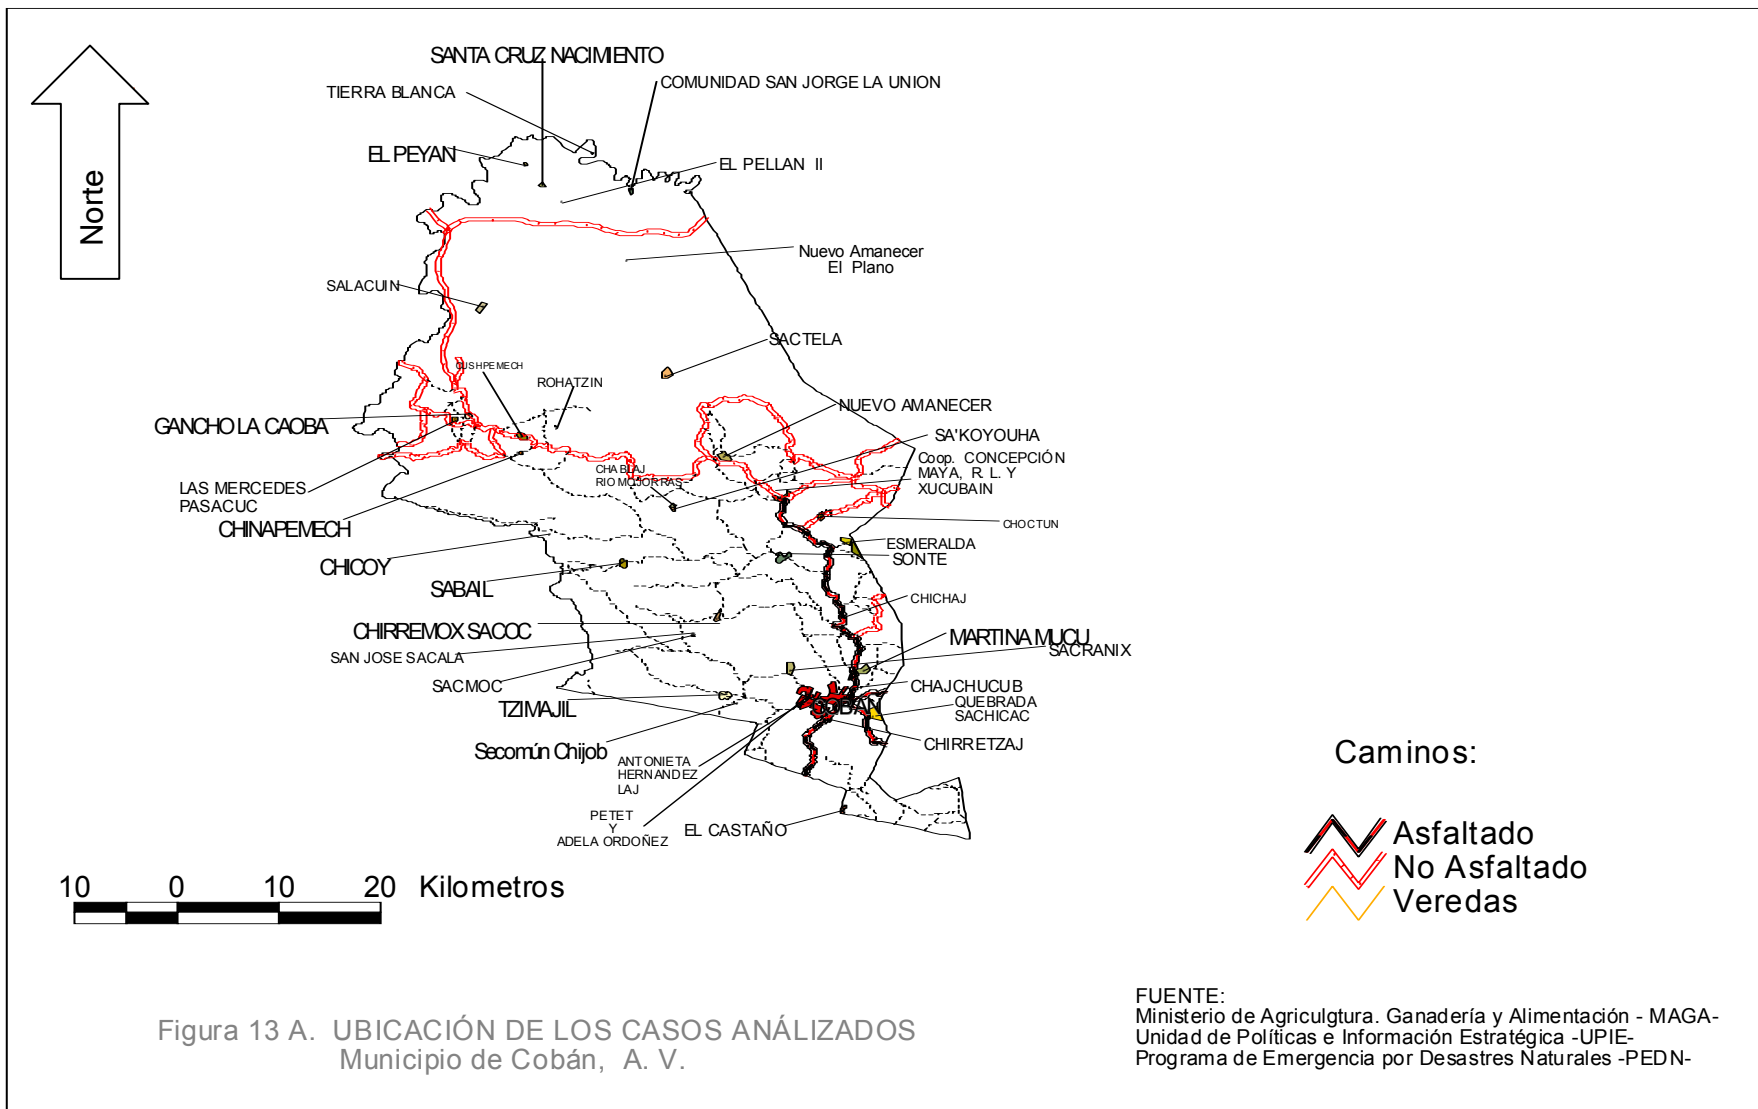 SANTA CRUZ NACIMIENTO
COMUNIDAD SAN JORGE LA UNION
TIERRA BLANCA
EL PEYAN
EL PELLAN II
Norte
Nuevo Amanecer
El Plano
SALACUIN
SACTELA
CUSHPEMECH
ROHATZIN
NUEVO AMANECER
GANCHO LA CAOBA
SA'KOYOUHA
Coop. CONCEPCIÓN
MAYA, R. L. Y
XUCUBAIN
CHABLAJ
RIO MOJORRAS
LAS MERCEDES
PASACUC
CHINAPEMECH
CHOCTUN
ESMERALDA
SONTE
CHICOY
SABAIL
CHICHAJ
CHIRREMOX SACOC
MARTINA MUCU
SACRANIX
SAN JOSE SACALA
SACMOC
CHAJCHUCUB
TZIMAJIL
COBAN
QUEBRADA
SACHICAC
CHIRRETZAJ
Secomún Chijob
ANTONIETA
HERNANDEZ
LAJ
PETET
Y
ADELA ORDOÑEZ
EL CASTAÑO
Caminos:
Asfaltado
No Asfaltado
Veredas
10 0 10 20 Kilometros
FUENTE:
Ministerio de Agriculgtura. Ganadería y Alimentación - MAGA-
Unidad de Políticas e Información Estratégica -UPIE-
Programa de Emergencia por Desastres Naturales -PEDN-
Figura 13 A. UBICACIÓN DE LOS CASOS ANÁLIZADOS
Municipio de Cobán, A. V.